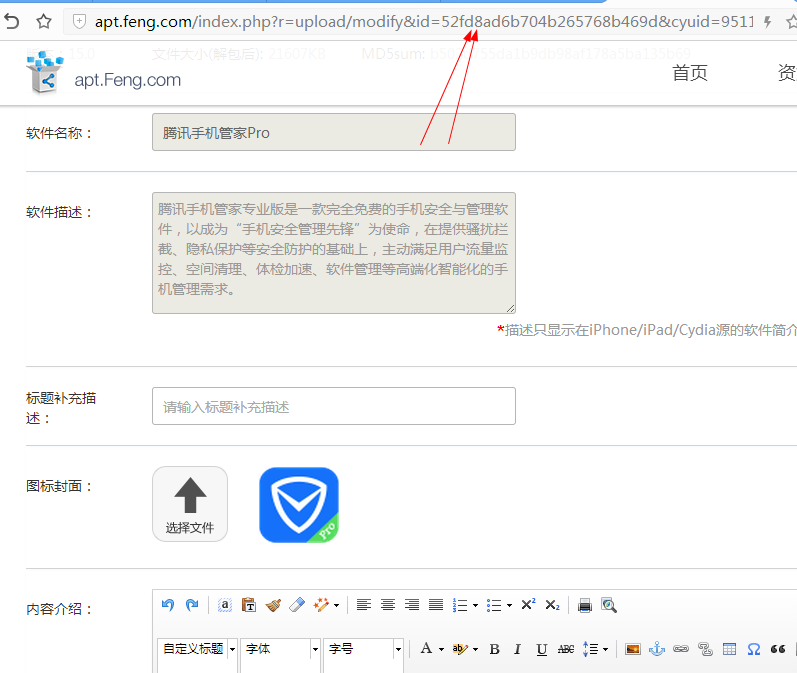 apt.feng.com/index.php?r=upload/modify&id=52fd8ad6b704b265768b469d&cyuid=9511
15.0 文件大小(解包后): MD5sum:
apt.Feng.com 首页 资
软件名称： 腾讯手机管家Pro
软件描述： 腾讯手机管家专业版是一款完全免费的手机安全与管理软
件，以成为“手机安全管理先锋”为使命，在提供骚扰拦
截、隐私保护等安全防护的基础上，主动满足用户流量监
控、空间清理、体检加速、软件管理等高端化智能化的手
机管理需求。
*描述只显示在iPhone/iPad/Cydia源的软件简介
标题补充描
述：
请输入标题补充描述
图标封面：
选择文件
Pro
内容介绍：
自定义标题 字体 字号 A ab B I U ABC